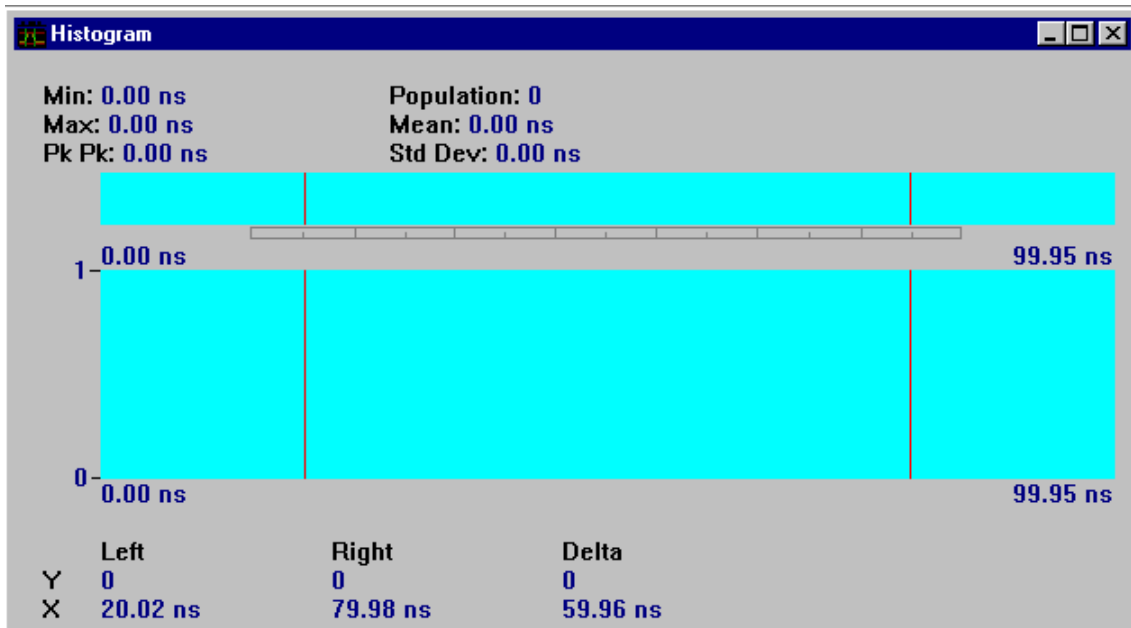 Histogram
Min: 0.00 ns Population: 0
Max: 0.00 ns Mean: 0.00 ns
Pk Pk: 0.00 ns Std Dev: 0.00 ns
0.00 ns 99.95 ns
1
0
0.00 ns 99.95 ns
Left Right Delta
Y 0 0 0
X 20.02 ns 79.98 ns 59.96 ns